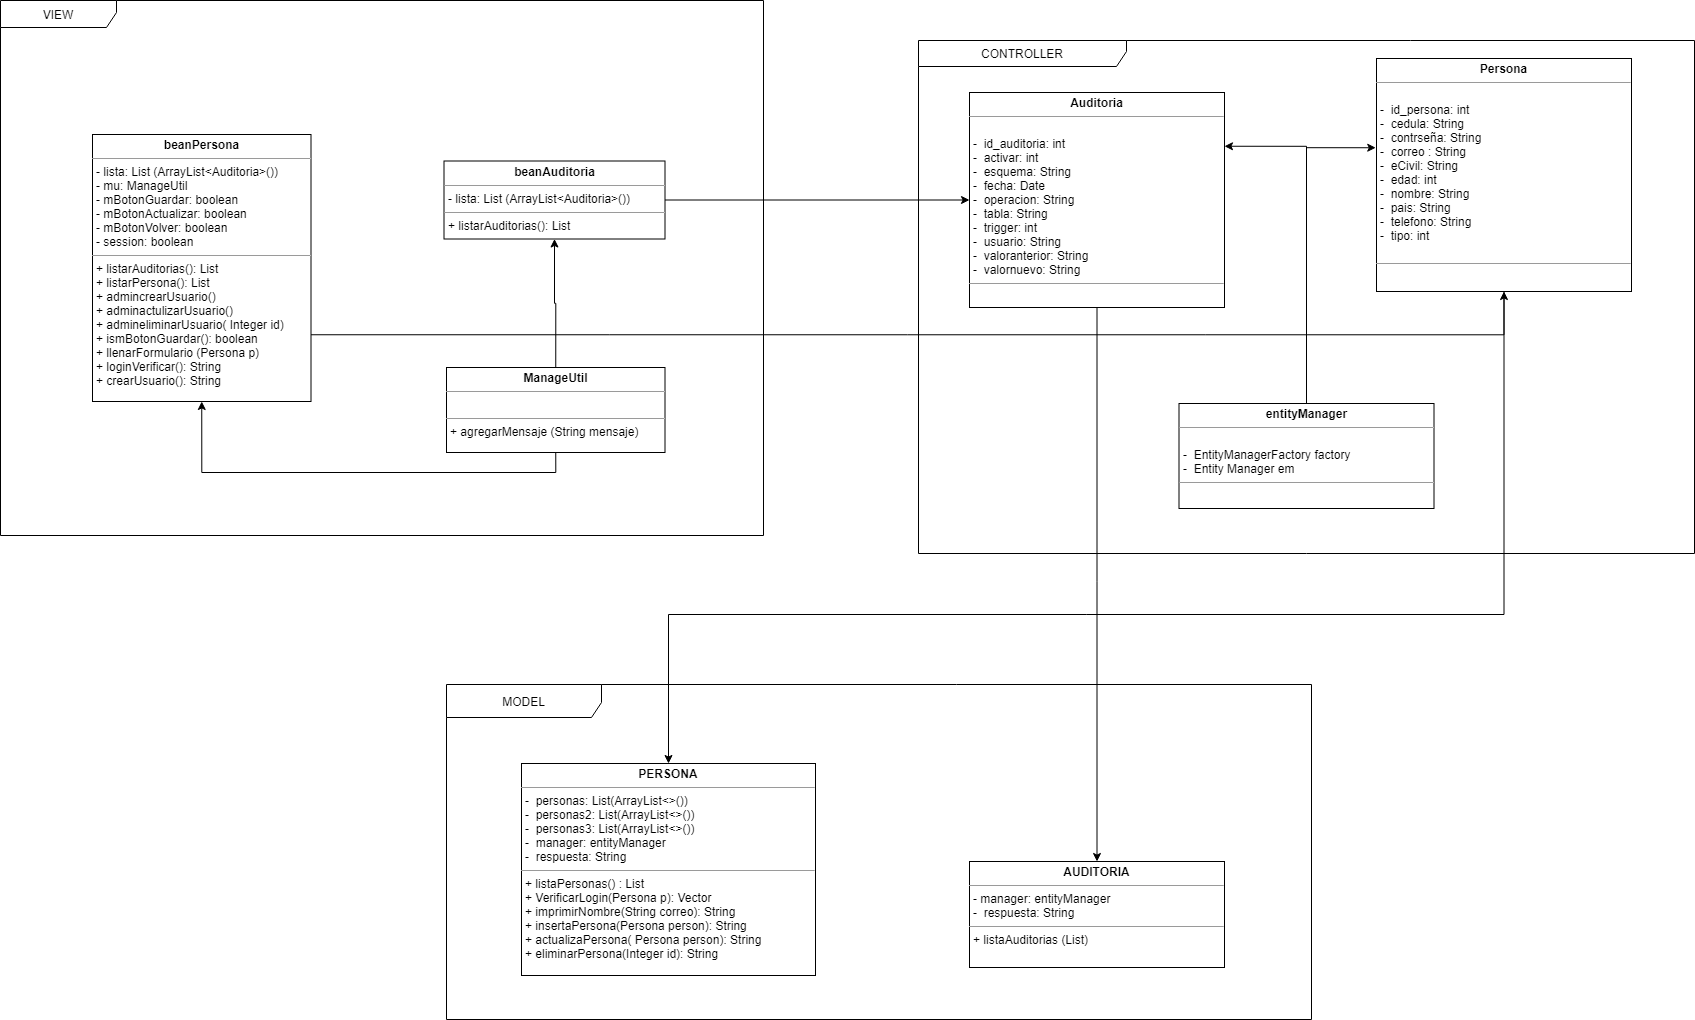 VIEW
beanPersona
- lista: List (ArrayList<Auditoria>())
- mu: ManageUtil
- mBotonGuardar: boolean
- mBotonActualizar: boolean
- mBotonVolver: boolean
- session: boolean
+ listarAuditorias(): List
+ listarPersona(): List
+ admincrearUsuario()
+ adminactulizarUsuario()
+ admineliminarUsuario( Integer id)
+ ismBotonGuardar(): boolean
+ llenarFormulario (Persona p)
+ loginVerificar(): String
+ crearUsuario(): String
beanAuditoria
- lista: List (ArrayList<Auditoria>())
+ listarAuditorias(): List
ManageUtil
+ agregarMensaje (String mensaje)
CONTROLLER
Auditoria
- id_auditoria: int
- activar: int
- esquema: String
- fecha: Date
- operacion: String
- tabla: String
- trigger: int
- usuario: String
- valoranterior: String
- valornuevo: String
Persona
- id_persona: int
- cedula: String
- contrseña: String
- correo : String
- eCivil: String
- edad: int
- nombre: String
- pais: String
- telefono: String
- tipo: int
entityManager
- EntityManagerFactory factory
- Entity Manager em
MODEL
PERSONA
- personas: List(ArrayList<>())
- personas2: List(ArrayList<>())
- personas3: List(ArrayList<>())
- manager: entityManager
- respuesta: String
+ listaPersonas() : List
+ VerificarLogin(Persona p): Vector
+ imprimirNombre(String correo): String
+ insertaPersona(Persona person): String
+ actualizaPersona( Persona person): String
+ eliminarPersona(Integer id): String
AUDITORIA
- manager: entityManager
- respuesta: String
+ listaAuditorias (List)